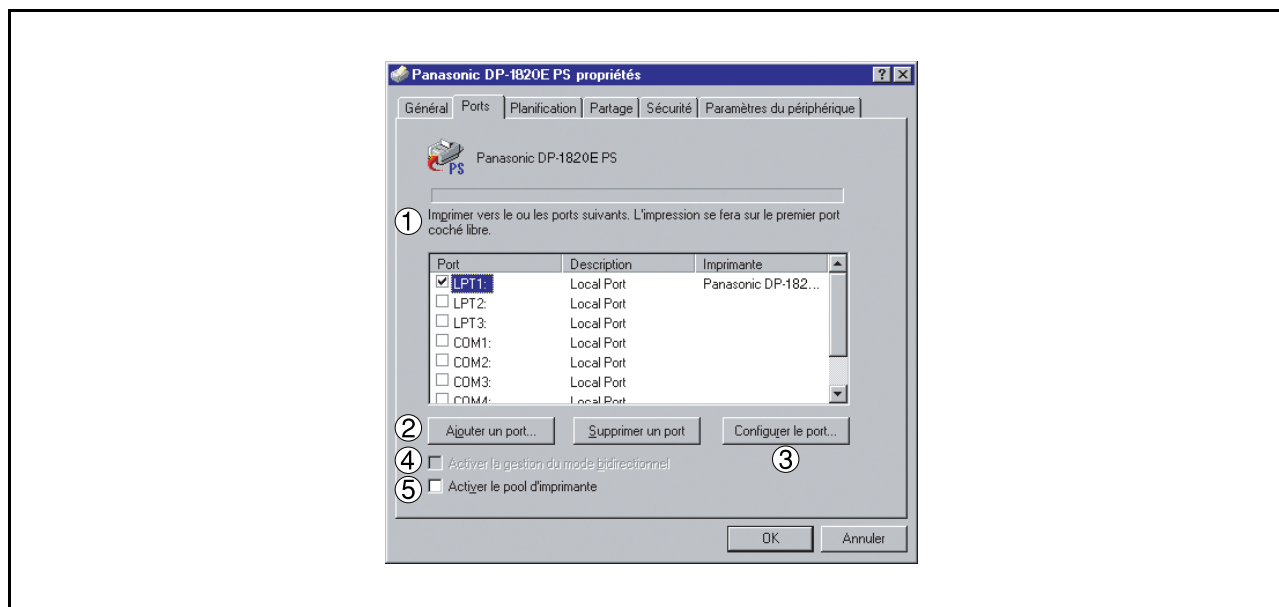 Panasonic DP-1820E PS propriétés
Général Ports Planification Partage Sécurité Paramètres du périphérique
PS
Panasonic DP-1820E PS
① Imprimer vers le ou les ports suivants. L'impression se fera sur le premier port
coché libre.
Port Description Imprimante
LPT1: Local Port Panasonic DP-182...
LPT2: Local Port
LPT3: Local Port
COM1: Local Port
COM2: Local Port
COM3: Local Port
COM4: Local Port
② Ajouter un port... Supprimer un port Configurer le port...
③
④ Activer la gestion du mode bidirectionnel
⑤ Activer le pool d'imprimante
OK Annuler